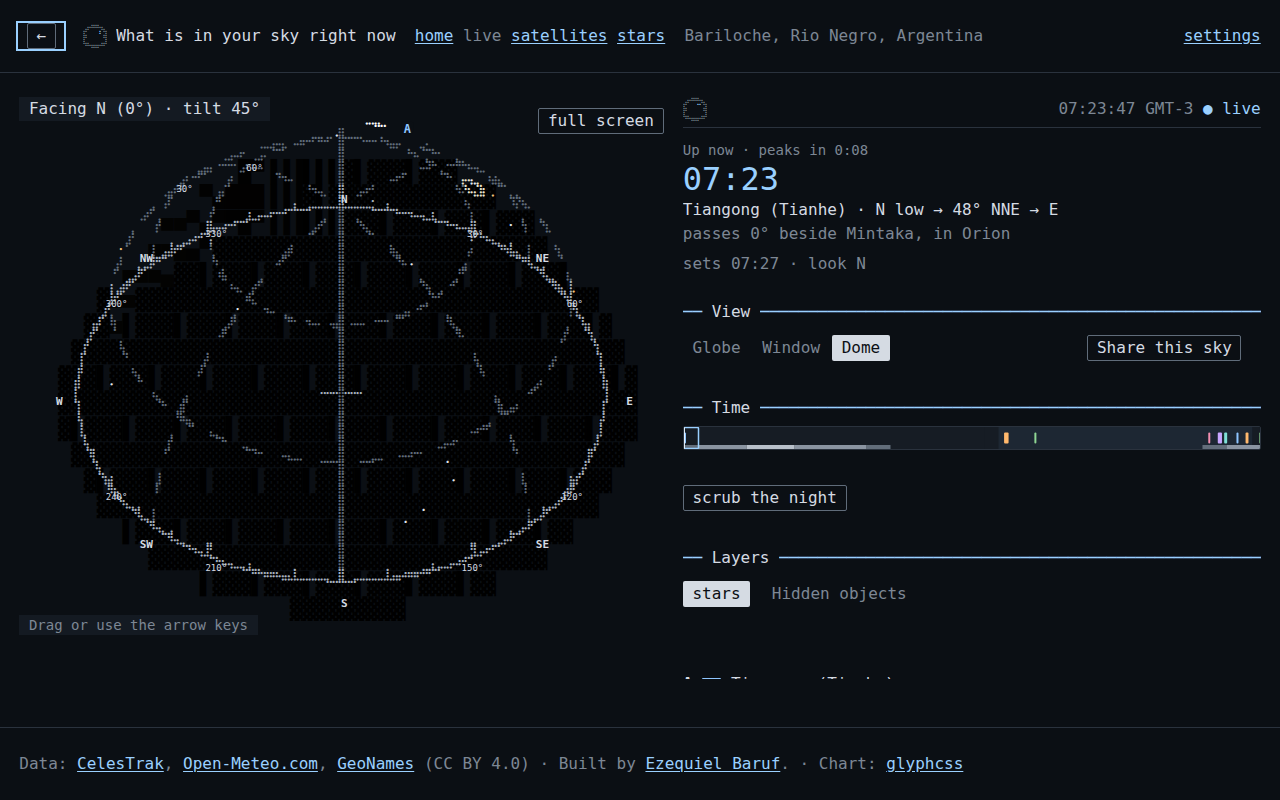 ← What is in your sky right now home live satellites stars Bariloche, Rio Negro, Argentina settings
Facing N (0°) · tilt 45°
full screen
A
60°
30°
N
330°
30°
NW
NE
300°
60°
W
E
240°
120°
SW
SE
210°
150°
S
Drag or use the arrow keys
07:23:47 GMT-3 ● live
Up now · peaks in 0:08
07:23
Tiangong (Tianhe) · N low → 48° NNE → E
passes 0° beside Mintaka, in Orion
sets 07:27 · look N
View
Globe Window Dome Share this sky
Time
scrub the night
Layers
stars Hidden objects
Data: CelesTrak, Open-Meteo.com, GeoNames (CC BY 4.0) · Built by Ezequiel Baruf. · Chart: glyphcss